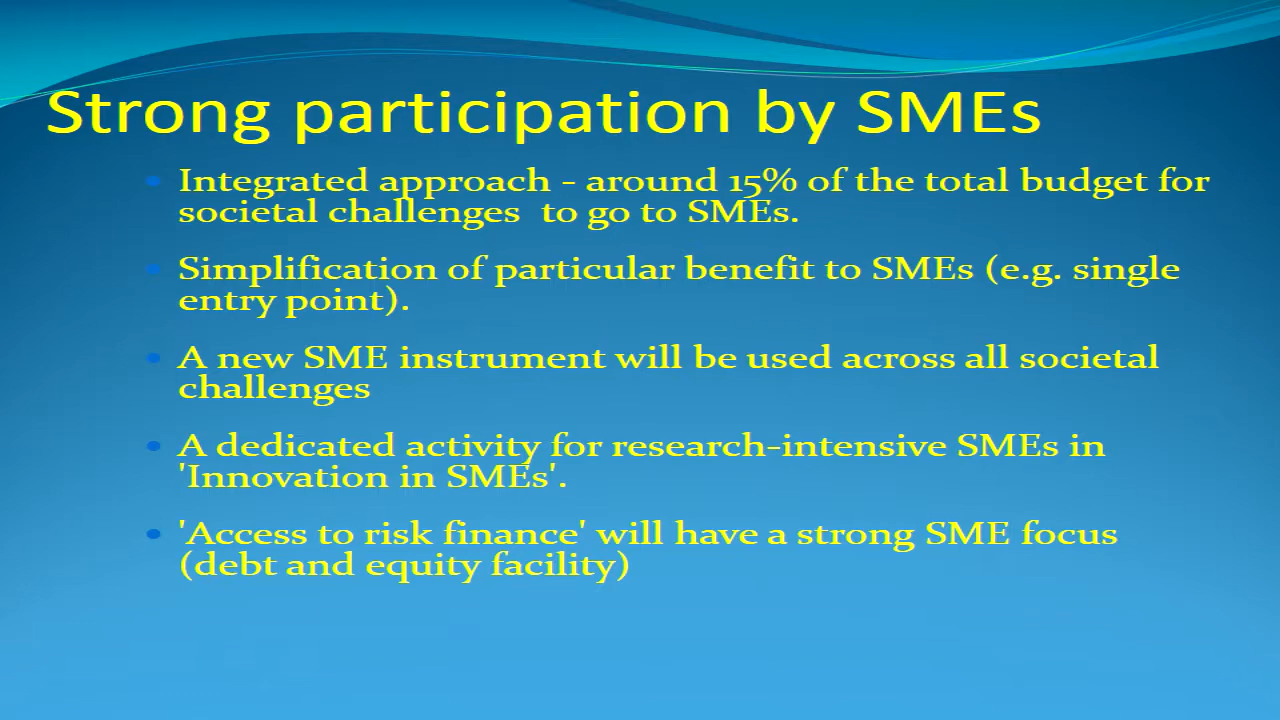 Strong participation by SMEs
• Integrated approach - around 15% of the total budget for
societal challenges to go to SMEs.
• Simplification of particular benefit to SMEs (e.g. single
entry point).
• A new SME instrument will be used across all societal
challenges
• A dedicated activity for research-intensive SMEs in
'Innovation in SMEs'.
• 'Access to risk finance' will have a strong SME focus
(debt and equity facility)